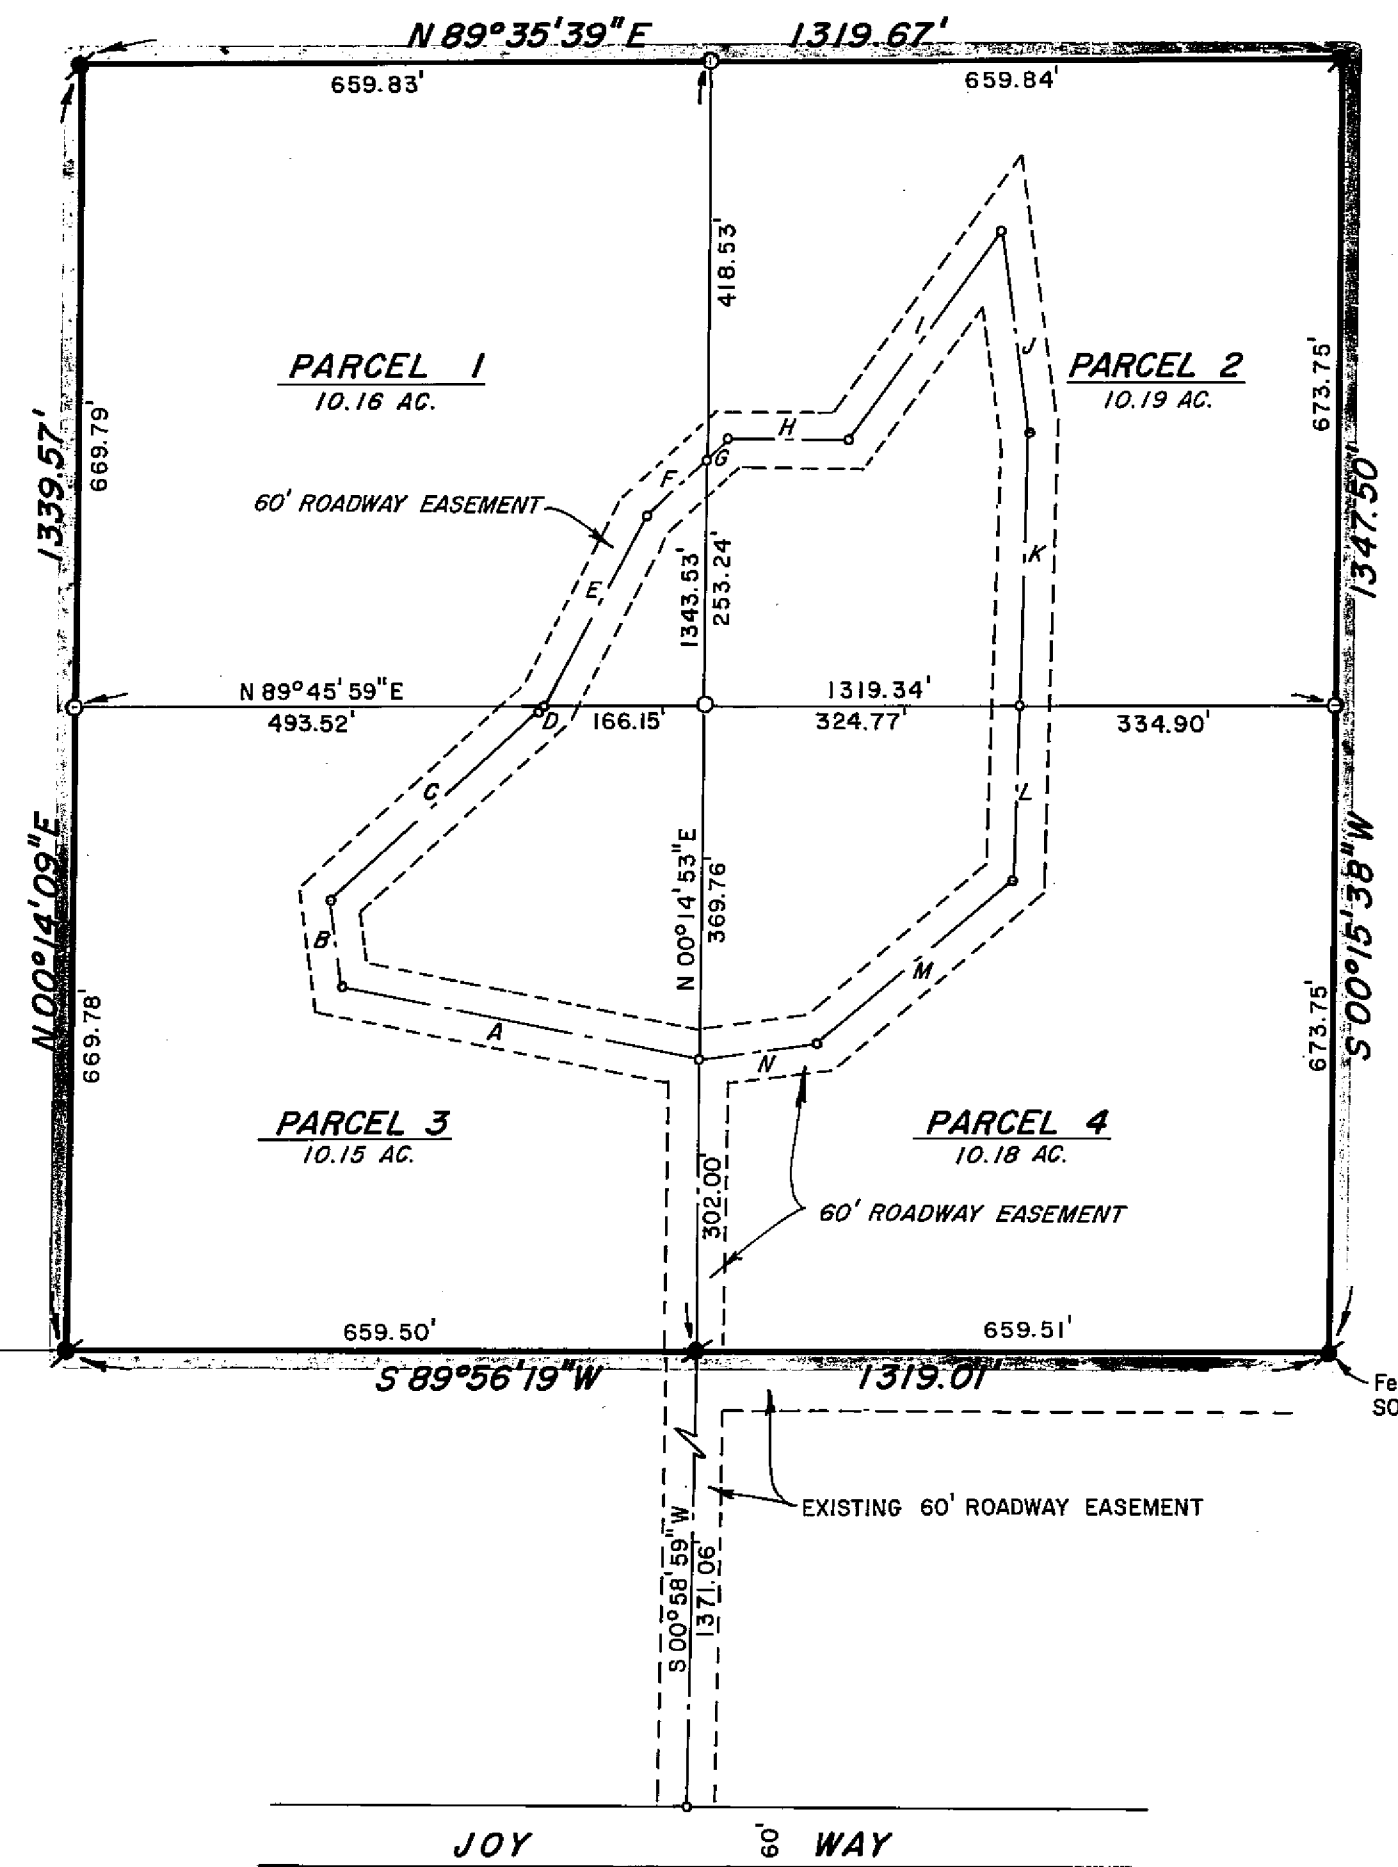 N 89°35'39" E 1319.67'
659.83' 659.84'
418.53'
PARCEL 1
10.16 AC.
PARCEL 2
10.19 AC.
673.75'
1339.57'
669.79'
1347.50'
60' ROADWAY EASEMENT
I
J
H
G
F
E
K
1343.53'
253.24'
N 89°45'59" E
493.52'
D
166.15'
1319.34'
324.77'
334.90'
C
L
B
A
N
M
N 00°14'09" E
669.78'
N 00°14'53" E
369.76'
S 00°15'38" W
673.75'
PARCEL 3
10.15 AC.
PARCEL 4
10.18 AC.
302.00'
60' ROADWAY EASEMENT
659.50' 659.51'
S 89°56'19" W 1319.01'
Fe
SO
EXISTING 60' ROADWAY EASEMENT
S 00°58'59" W
1371.06'
JOY 60' WAY